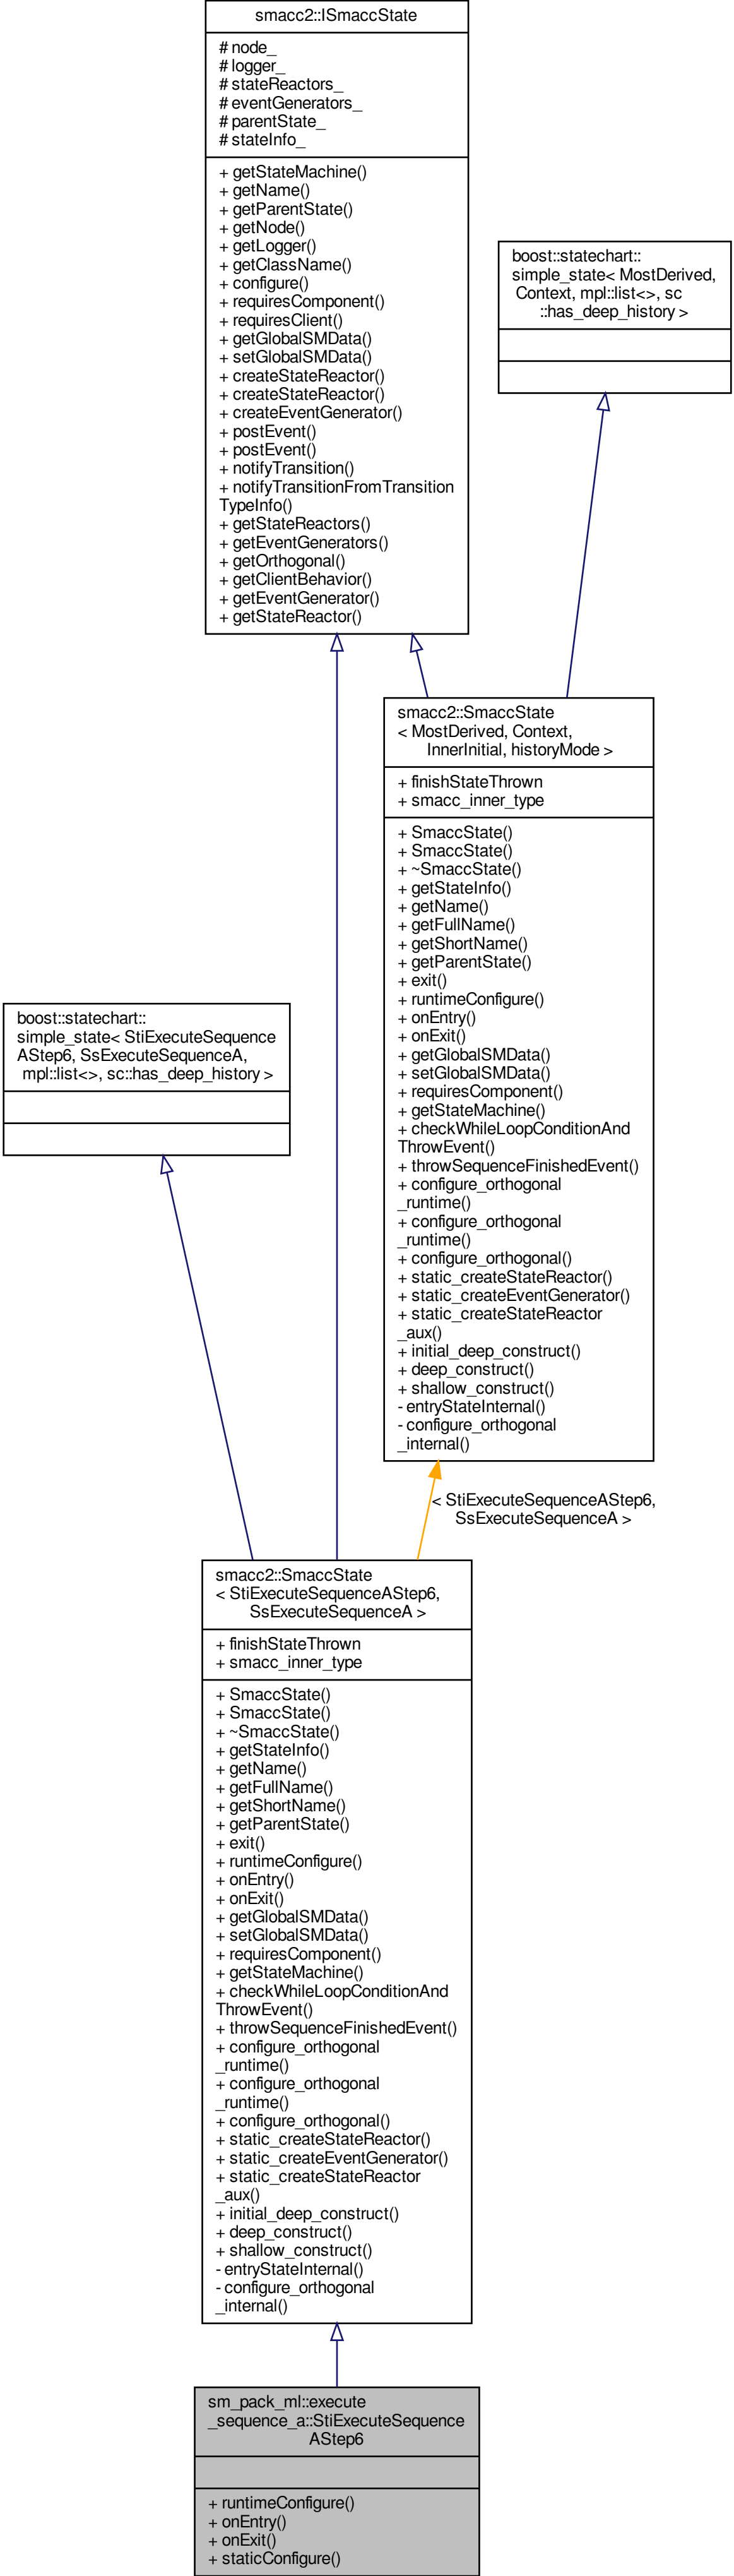 smacc2::ISmaccState
# node_
# logger_
# stateReactors_
# eventGenerators_
# parentState_
# stateInfo_
+ getStateMachine()
+ getName()
+ getParentState()
+ getNode()
+ getLogger()
+ getClassName()
+ configure()
+ requiresComponent()
+ requiresClient()
+ getGlobalSMData()
+ setGlobalSMData()
+ createStateReactor()
+ createStateReactor()
+ createEventGenerator()
+ postEvent()
+ postEvent()
+ notifyTransition()
+ notifyTransitionFromTransition
TypeInfo()
+ getStateReactors()
+ getEventGenerators()
+ getOrthogonal()
+ getClientBehavior()
+ getEventGenerator()
+ getStateReactor()
boost::statechart::
simple_state< MostDerived,
Context, mpl::list<>, sc
::has_deep_history >
smacc2::SmaccState
< MostDerived, Context,
InnerInitial, historyMode >
+ finishStateThrown
+ smacc_inner_type
+ SmaccState()
+ SmaccState()
+ ~SmaccState()
+ getStateInfo()
+ getName()
+ getFullName()
+ getShortName()
+ getParentState()
+ exit()
+ runtimeConfigure()
+ onEntry()
+ onExit()
+ getGlobalSMData()
+ setGlobalSMData()
+ requiresComponent()
+ getStateMachine()
+ checkWhileLoopConditionAnd
ThrowEvent()
+ throwSequenceFinishedEvent()
+ configure_orthogonal
_runtime()
+ configure_orthogonal
_runtime()
+ configure_orthogonal()
+ static_createStateReactor()
+ static_createEventGenerator()
+ static_createStateReactor
_aux()
+ initial_deep_construct()
+ deep_construct()
+ shallow_construct()
- entryStateInternal()
- configure_orthogonal
_internal()
boost::statechart::
simple_state< StiExecuteSequence
AStep6, SsExecuteSequenceA,
mpl::list<>, sc::has_deep_history >
< StiExecuteSequenceAStep6,
SsExecuteSequenceA >
smacc2::SmaccState
< StiExecuteSequenceAStep6,
SsExecuteSequenceA >
+ finishStateThrown
+ smacc_inner_type
+ SmaccState()
+ SmaccState()
+ ~SmaccState()
+ getStateInfo()
+ getName()
+ getFullName()
+ getShortName()
+ getParentState()
+ exit()
+ runtimeConfigure()
+ onEntry()
+ onExit()
+ getGlobalSMData()
+ setGlobalSMData()
+ requiresComponent()
+ getStateMachine()
+ checkWhileLoopConditionAnd
ThrowEvent()
+ throwSequenceFinishedEvent()
+ configure_orthogonal
_runtime()
+ configure_orthogonal
_runtime()
+ configure_orthogonal()
+ static_createStateReactor()
+ static_createEventGenerator()
+ static_createStateReactor
_aux()
+ initial_deep_construct()
+ deep_construct()
+ shallow_construct()
- entryStateInternal()
- configure_orthogonal
_internal()
sm_pack_ml::execute
_sequence_a::StiExecuteSequence
AStep6
+ runtimeConfigure()
+ onEntry()
+ onExit()
+ staticConfigure()